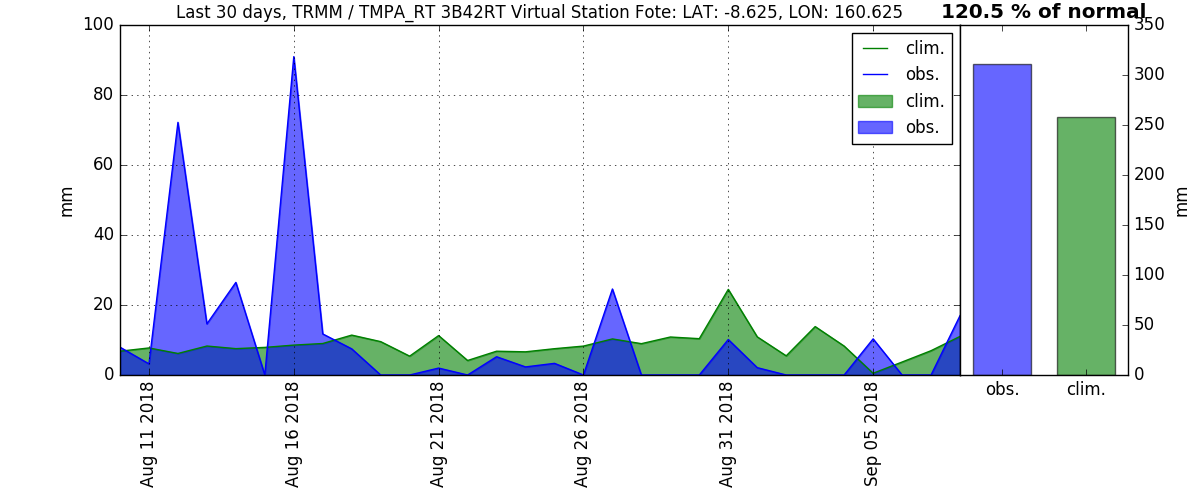 Last 30 days, TRMM / TMPA_RT 3B42RT Virtual Station Fote: LAT: -8.625, LON: 160.625
120.5 % of normal
100
80
60
40
20
0
mm
clim.
obs.
clim.
obs.
350
300
250
200
150
100
50
0
mm
Aug 11 2018
Aug 16 2018
Aug 21 2018
Aug 26 2018
Aug 31 2018
Sep 05 2018
obs.
clim.